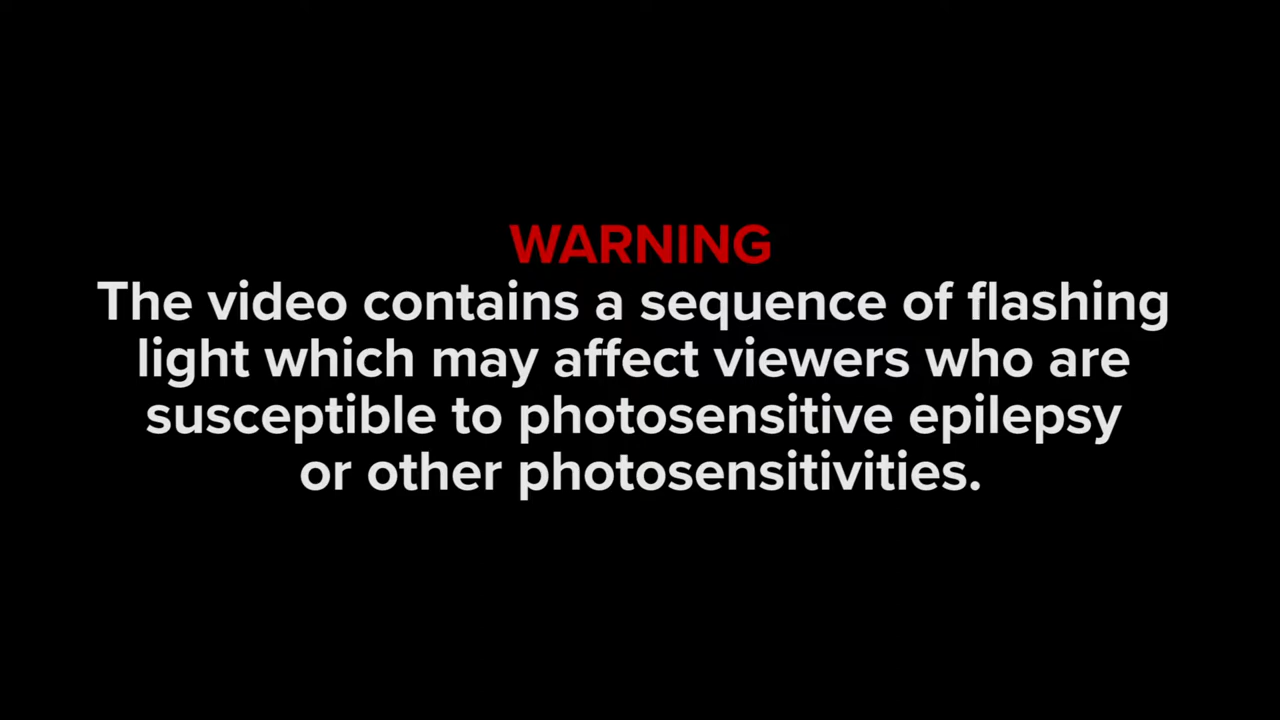 WARNING
The video contains a sequence of flashing
light which may affect viewers who are
susceptible to photosensitive epilepsy
or other photosensitivities.